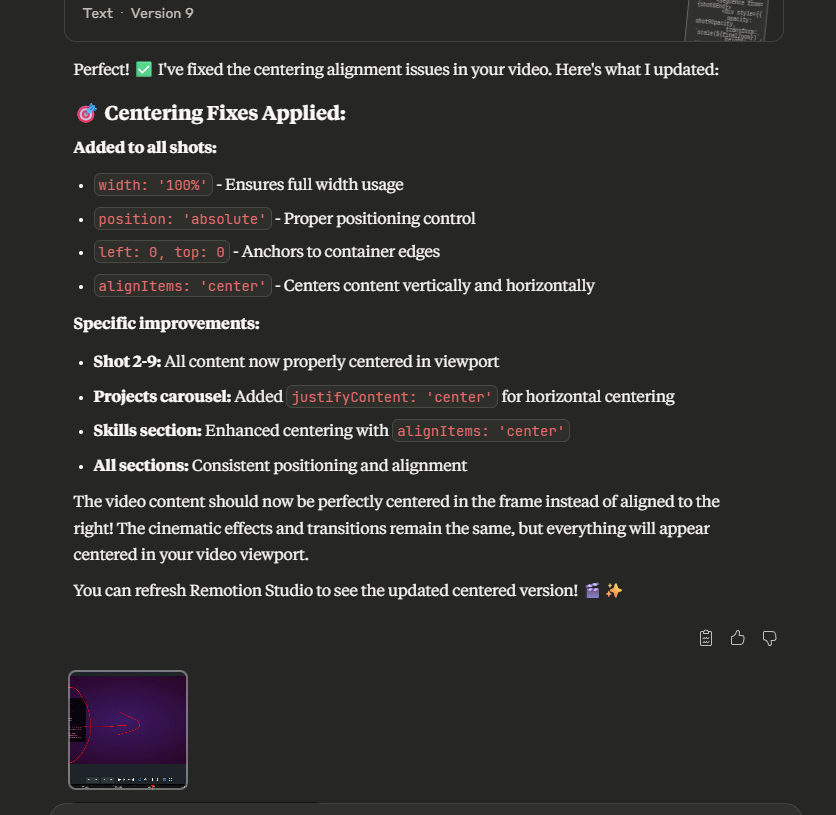 Text · Version 9
Perfect! ✅ I've fixed the centering alignment issues in your video. Here's what I updated:
🎯 Centering Fixes Applied:
Added to all shots:
• width: '100%' - Ensures full width usage
• position: 'absolute' - Proper positioning control
• left: 0, top: 0 - Anchors to container edges
• alignItems: 'center' - Centers content vertically and horizontally
Specific improvements:
• Shot 2-9: All content now properly centered in viewport
• Projects carousel: Added justifyContent: 'center' for horizontal centering
• Skills section: Enhanced centering with alignItems: 'center'
• All sections: Consistent positioning and alignment
The video content should now be perfectly centered in the frame instead of aligned to the
right! The cinematic effects and transitions remain the same, but everything will appear
centered in your video viewport.
You can refresh Remotion Studio to see the updated centered version! 🎬 ✨